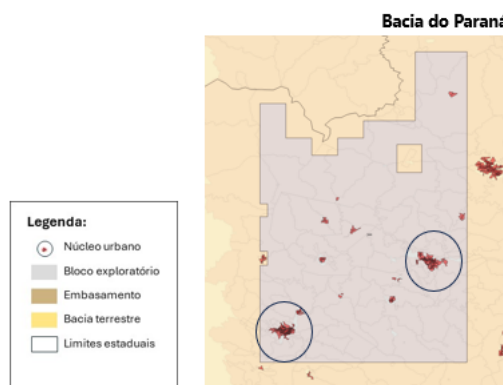 Bacia do Paraná
Legenda:
Núcleo urbano
Bloco exploratório
Embasamento
Bacia terrestre
Limites estaduais